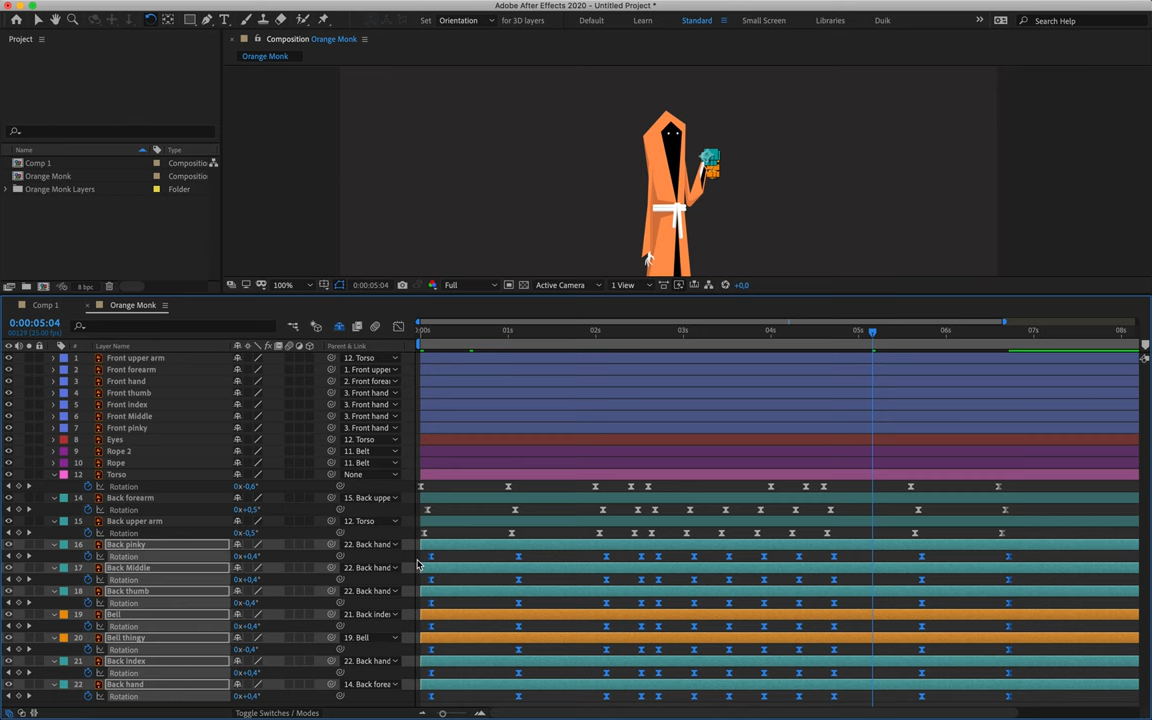 Adobe After Effects 2020 - Untitled Project *
Set Orientation for 3D layers Default Learn Standard Small Screen Libraries Duik Search Help
Project
Composition Orange Monk
Orange Monk
Name Type
Comp 1 Compositio
Orange Monk Compositio
Orange Monk Layers Folder
8 bpc
100% 0:00:05:04 Full Active Camera 1 View +0,0
Comp 1 Orange Monk
0:00:05:04
00129 (25.00 fps)
:00s 01s 02s 03s 04s 05s 06s 07s 08s
# Layer Name Parent & Link
1 Front upper arm 12. Torso
2 Front forearm 1. Front upper
3 Front hand 2. Front forear
4 Front thumb 3. Front hand
5 Front index 3. Front hand
6 Front Middle 3. Front hand
7 Front pinky 3. Front hand
8 Eyes 12. Torso
9 Rope 2 11. Belt
10 Rope 11. Belt
12 Torso None
Rotation 0x-0,6°
14 Back forearm 15. Back uppe
Rotation 0x+0,5°
15 Back upper arm 12. Torso
Rotation 0x-0,5°
16 Back pinky 22. Back hand
Rotation 0x+0,4°
17 Back Middle 22. Back hand
Rotation 0x+0,4°
18 Back thumb 22. Back hand
Rotation 0x-0,4°
19 Bell 21. Back index
Rotation 0x+0,4°
20 Bell thingy 19. Bell
Rotation 0x-0,4°
21 Back index 22. Back hand
Rotation 0x+0,4°
22 Back hand 14. Back forea
Rotation 0x+0,4°
Toggle Switches / Modes